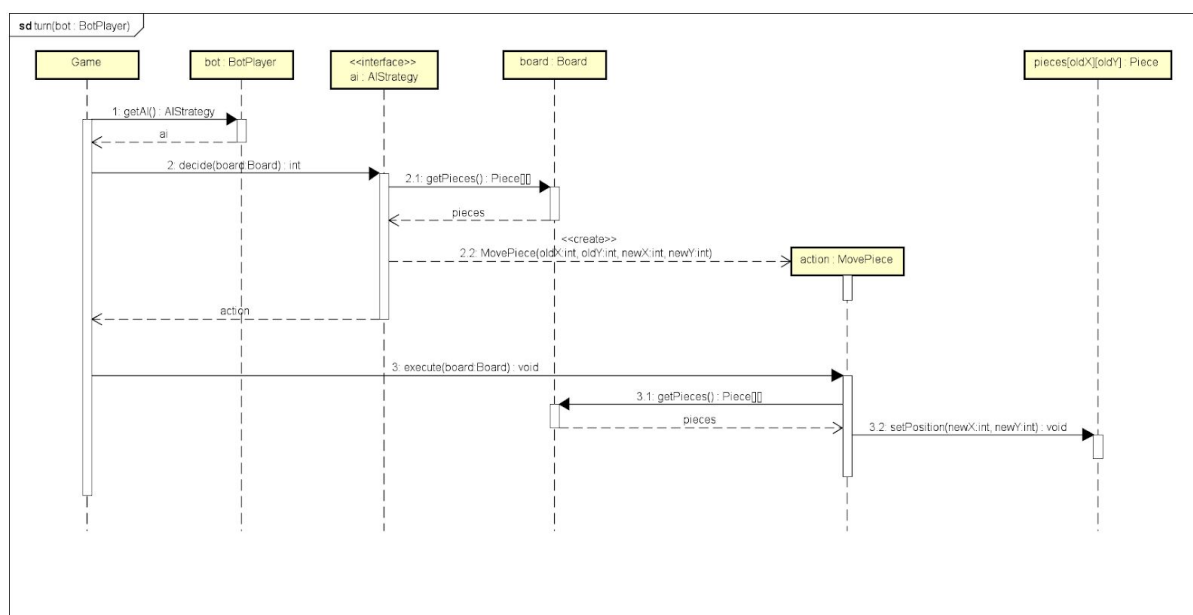 sd turn(bot : BotPlayer)
Game
bot : BotPlayer
<<interface>>
ai : AIStrategy
board : Board
pieces[oldX][oldY] : Piece
1: getAI() : AIStrategy
ai
2: decide(board:Board) : int
2.1: getPieces() : Piece[][]
pieces
<<create>>
2.2: MovePiece(oldX:int, oldY:int, newX:int, newY:int)
action : MovePiece
action
3: execute(board:Board) : void
3.1: getPieces() : Piece[][]
pieces
3.2: setPosition(newX:int, newY:int) : void